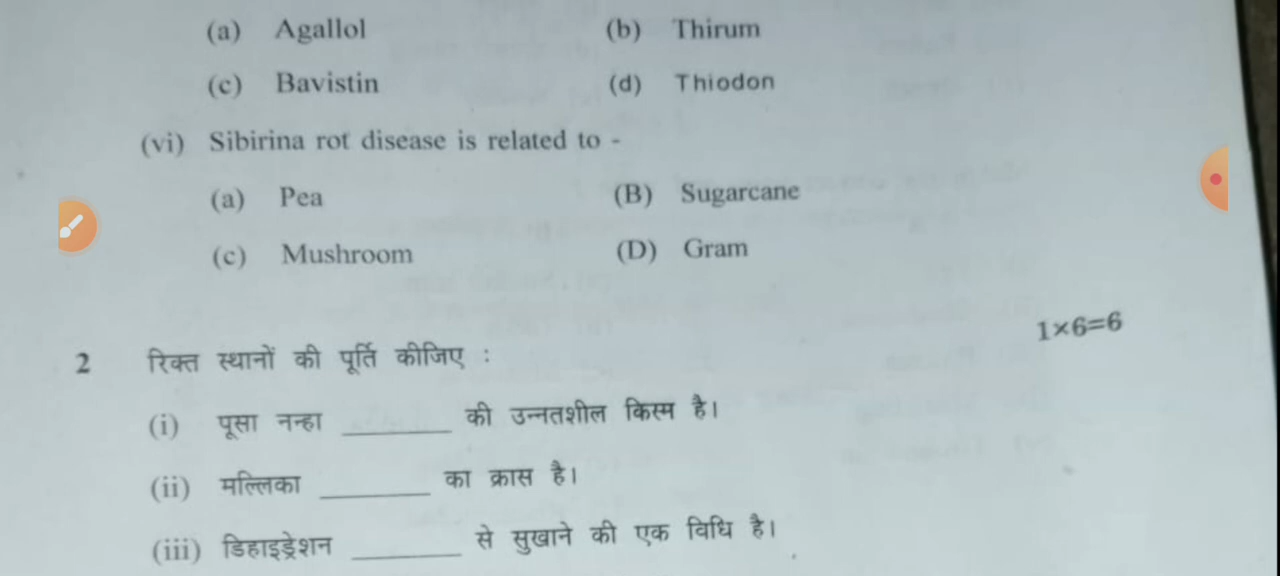 (a) Agallol (b) Thirum
(c) Bavistin (d) Thiodon
(vi) Sibirina rot disease is related to -
(a) Pea (B) Sugarcane
(c) Mushroom (D) Gram
1×6=6
2 रिक्त स्थानों की पूर्ति कीजिए :
(i) पूसा नन्हा ________ की उन्नतशील किस्म है।
(ii) मल्लिका ________ का क्रास है।
(iii) डिहाइड्रेशन ________ से सुखाने की एक विधि है।